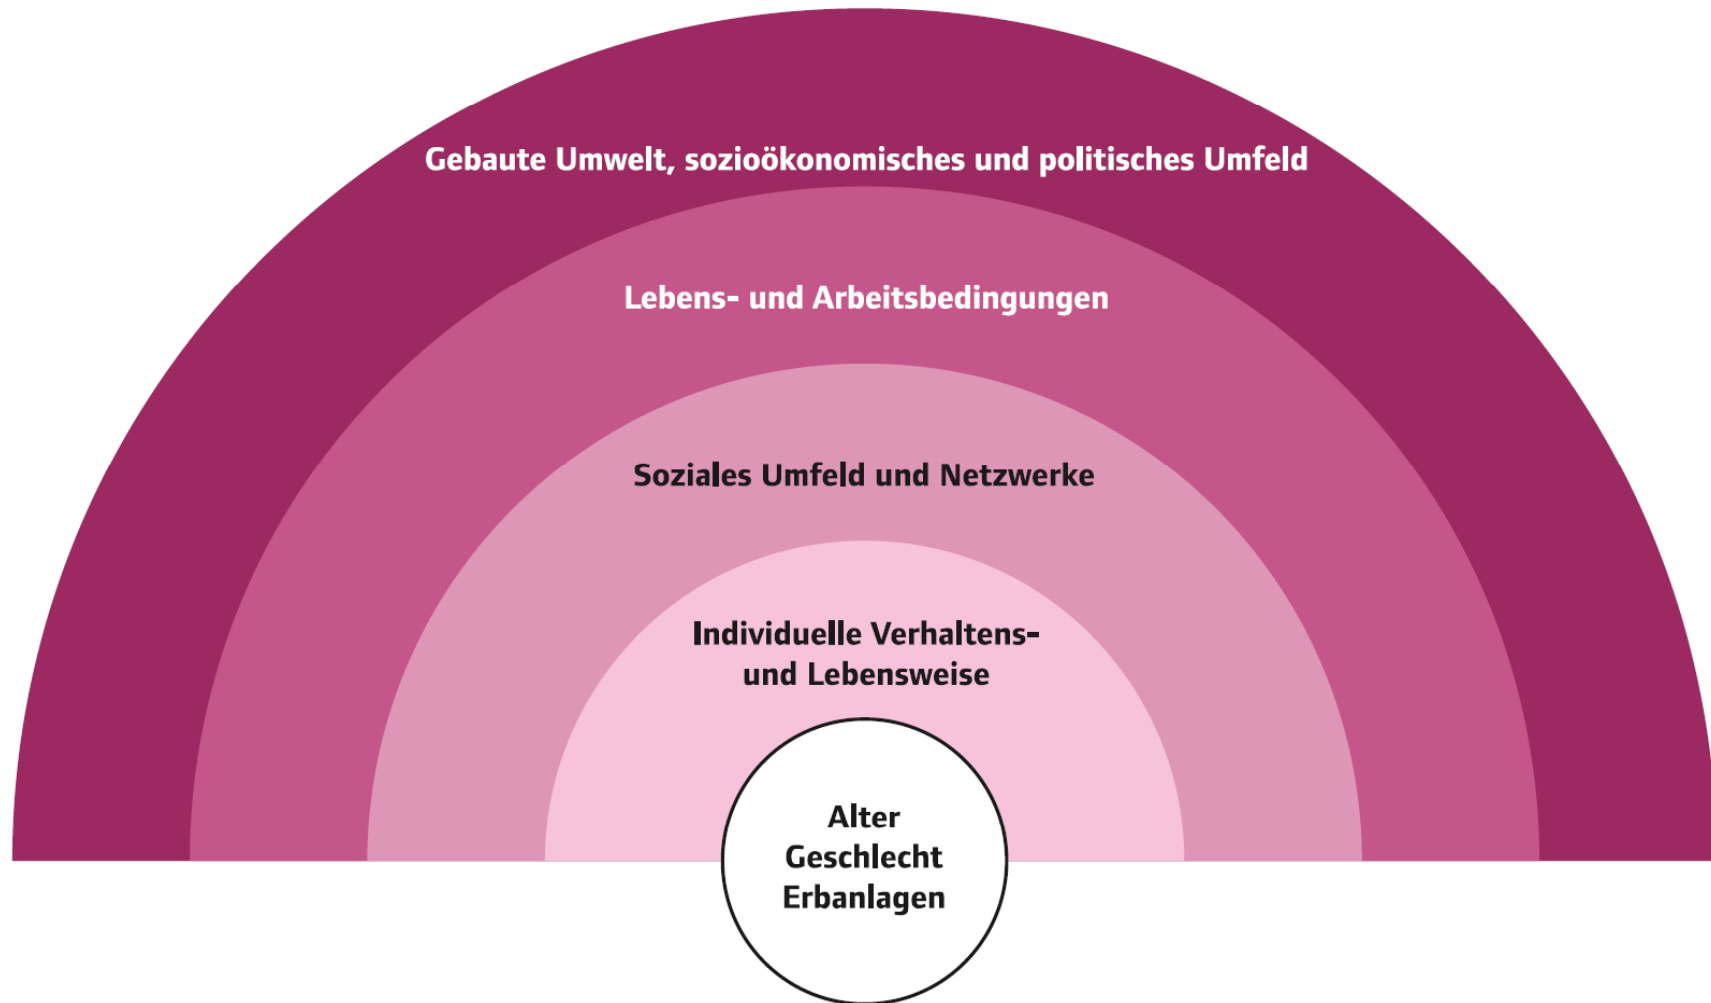 Gebaute Umwelt, sozioökonomisches und politisches Umfeld
Lebens- und Arbeitsbedingungen
Soziales Umfeld und Netzwerke
Individuelle Verhaltens-
und Lebensweise
Alter
Geschlecht
Erbanlagen